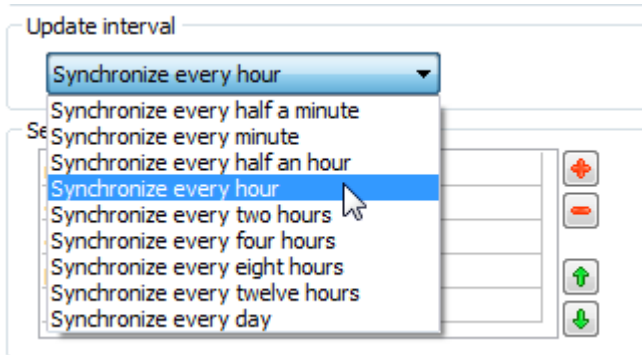 Update interval
Synchronize every hour
Synchronize every half a minute
Se
Synchronize every minute
Synchronize every half an hour
Synchronize every hour
Synchronize every two hours
Synchronize every four hours
Synchronize every eight hours
Synchronize every twelve hours
Synchronize every day